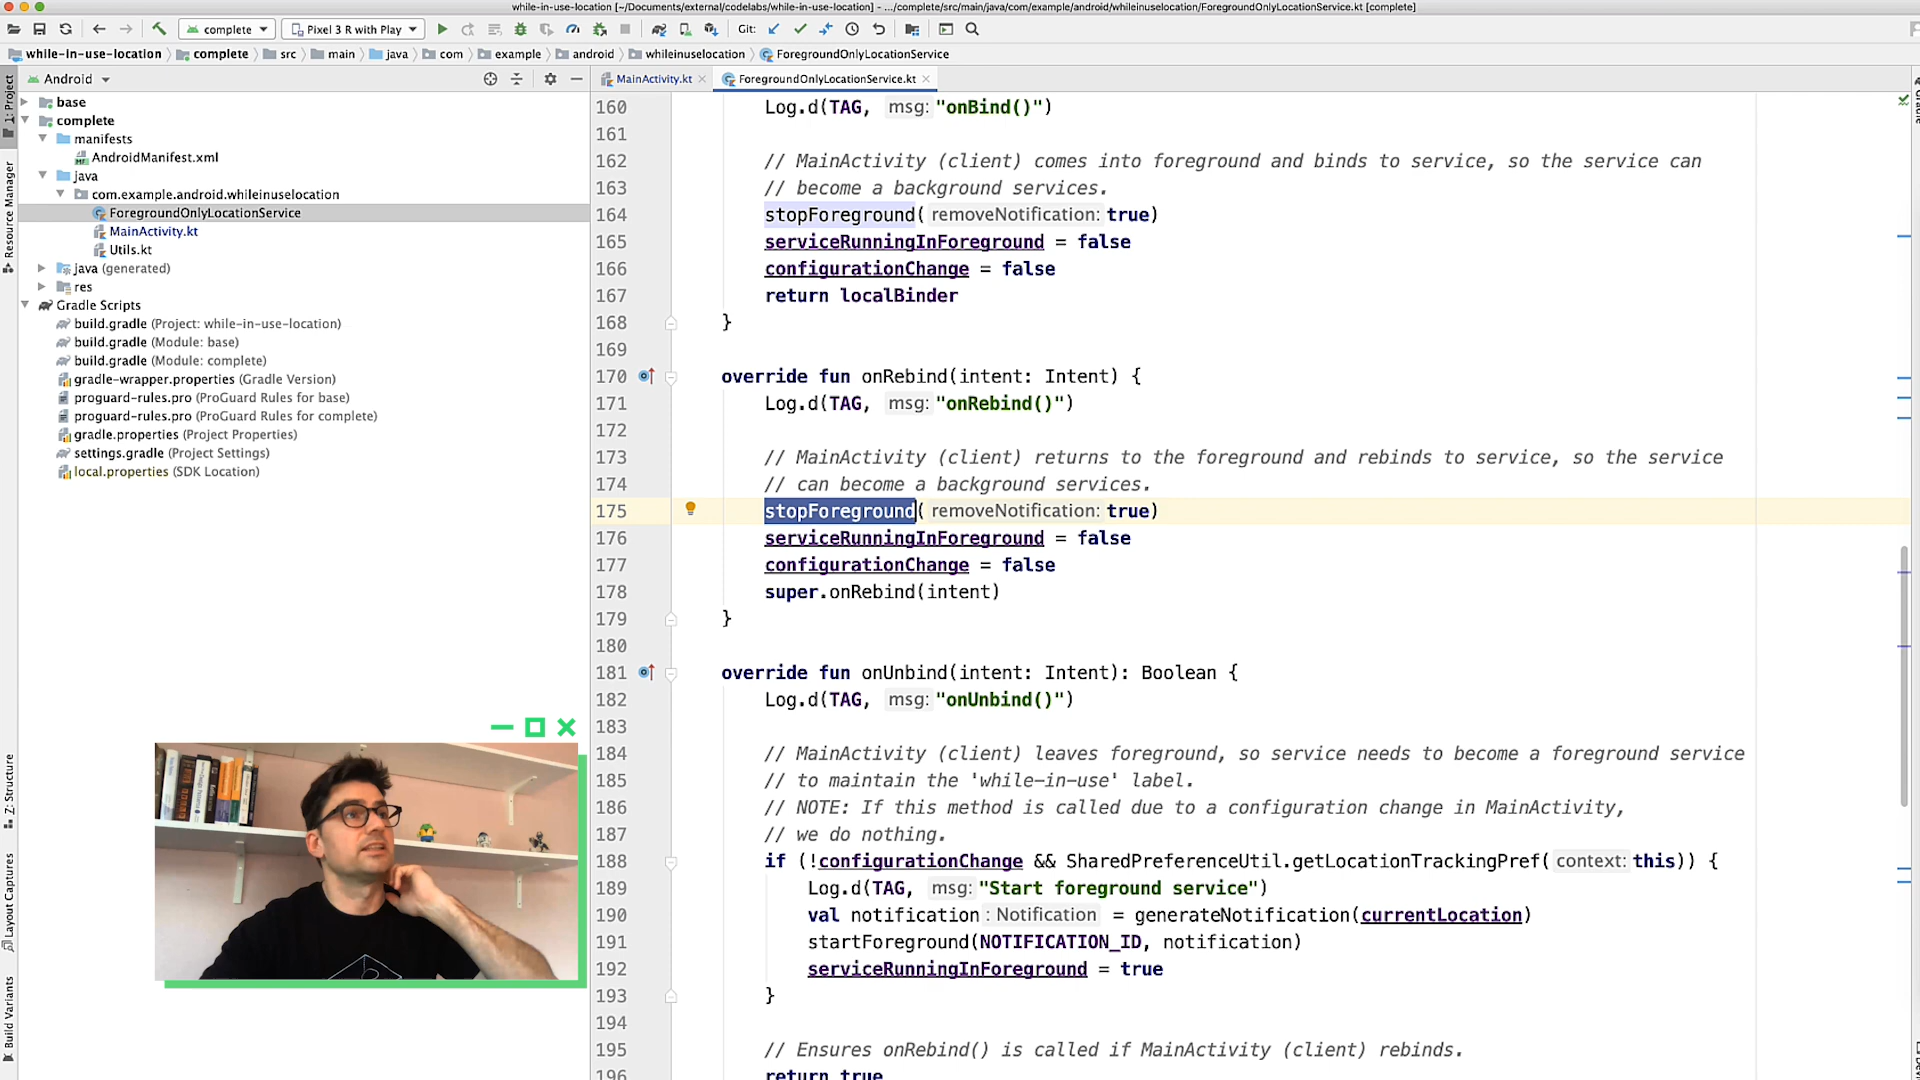 while-in-use-location [~/Documents/external/codelabs/while-in-use-location] - .../complete/src/main/java/com/example/android/whileinuselocation/ForegroundOnlyLocationService.kt [complete]
complete
Pixel 3 R with Play
Git:
while-in-use-location
complete
src
main
java
com
example
android
whileinuselocation
ForegroundOnlyLocationService.kt
1: Project
Resource Manager
Z: Structure
Layout Captures
Build Variants
Android
base
complete
manifests
AndroidManifest.xml
java
com.example.android.whileinuselocation
ForegroundOnlyLocationService
MainActivity.kt
Utils.kt
java (generated)
res
Gradle Scripts
build.gradle (Project: while-in-use-location)
build.gradle (Module: base)
build.gradle (Module: complete)
gradle-wrapper.properties (Gradle Version)
proguard-rules.pro (ProGuard Rules for base)
proguard-rules.pro (ProGuard Rules for complete)
gradle.properties (Project Properties)
settings.gradle (Project Settings)
local.properties (SDK Location)
MainActivity.kt
ForegroundOnlyLocationService.kt
160 Log.d(TAG, msg: "onBind()")
161
162 // MainActivity (client) comes into foreground and binds to service, so the service can
163 // become a background services.
164 stopForeground( removeNotification: true)
165 serviceRunningInForeground = false
166 configurationChange = false
167 return localBinder
168 }
169
170 override fun onRebind(intent: Intent) {
171 Log.d(TAG, msg: "onRebind()")
172
173 // MainActivity (client) returns to the foreground and rebinds to service, so the service
174 // can become a background services.
175 stopForeground( removeNotification: true)
176 serviceRunningInForeground = false
177 configurationChange = false
178 super.onRebind(intent)
179 }
180
181 override fun onUnbind(intent: Intent): Boolean {
182 Log.d(TAG, msg: "onUnbind()")
183
184 // MainActivity (client) leaves foreground, so service needs to become a foreground service
185 // to maintain the 'while-in-use' label.
186 // NOTE: If this method is called due to a configuration change in MainActivity,
187 // we do nothing.
188 if (!configurationChange && SharedPreferenceUtil.getLocationTrackingPref( context: this)) {
189 Log.d(TAG, msg: "Start foreground service")
190 val notification : Notification = generateNotification(currentLocation)
191 startForeground(NOTIFICATION_ID, notification)
192 serviceRunningInForeground = true
193 }
194
195 // Ensures onRebind() is called if MainActivity (client) rebinds.
196 return true